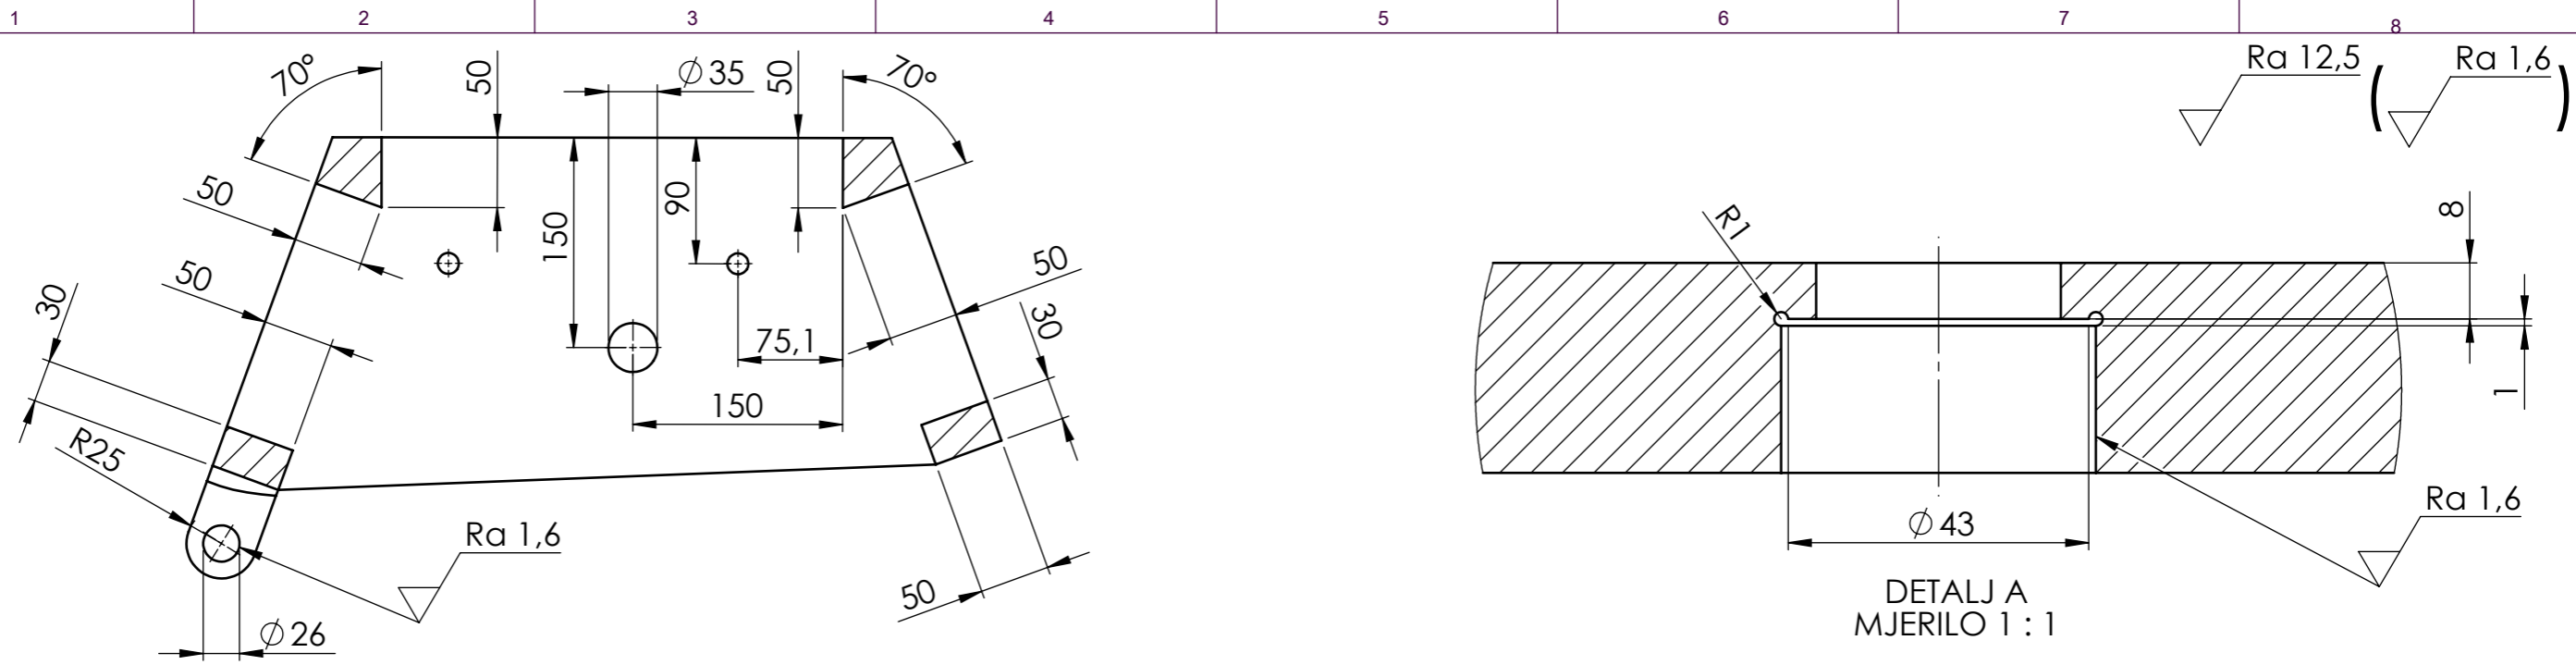 1 2 3 4 5 6 7 8
70°
50
⌀35
50
70°
Ra 12,5 ( Ra 1,6 )
50
150
90
50
50
30
30
75,1
150
R25
Ra 1,6
50
⌀26
R1
8
1
⌀43
Ra 1,6
DETALJ A
MJERILO 1 : 1